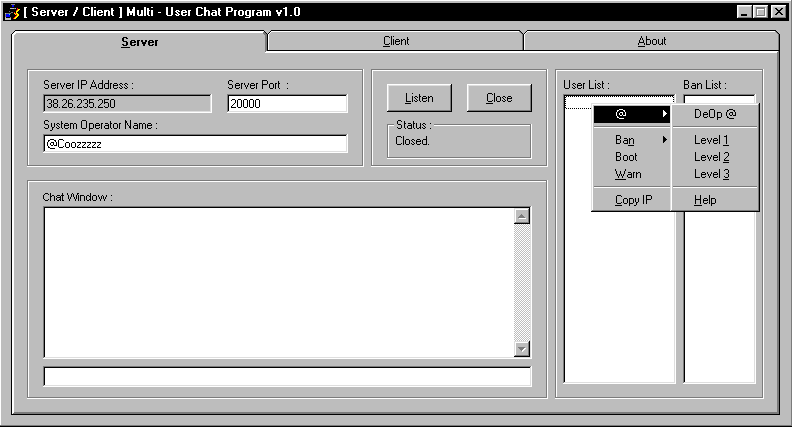 [ Server / Client ] Multi - User Chat Program v1.0
Server
Client
About
Server IP Address :
Server Port :
38.26.235.250
20000
System Operator Name :
@Coozzzzz
Listen
Close
Status :
Closed.
Chat Window :
User List :
Ban List :
@
Ban
Boot
Warn
Copy IP
DeOp @
Level 1
Level 2
Level 3
Help